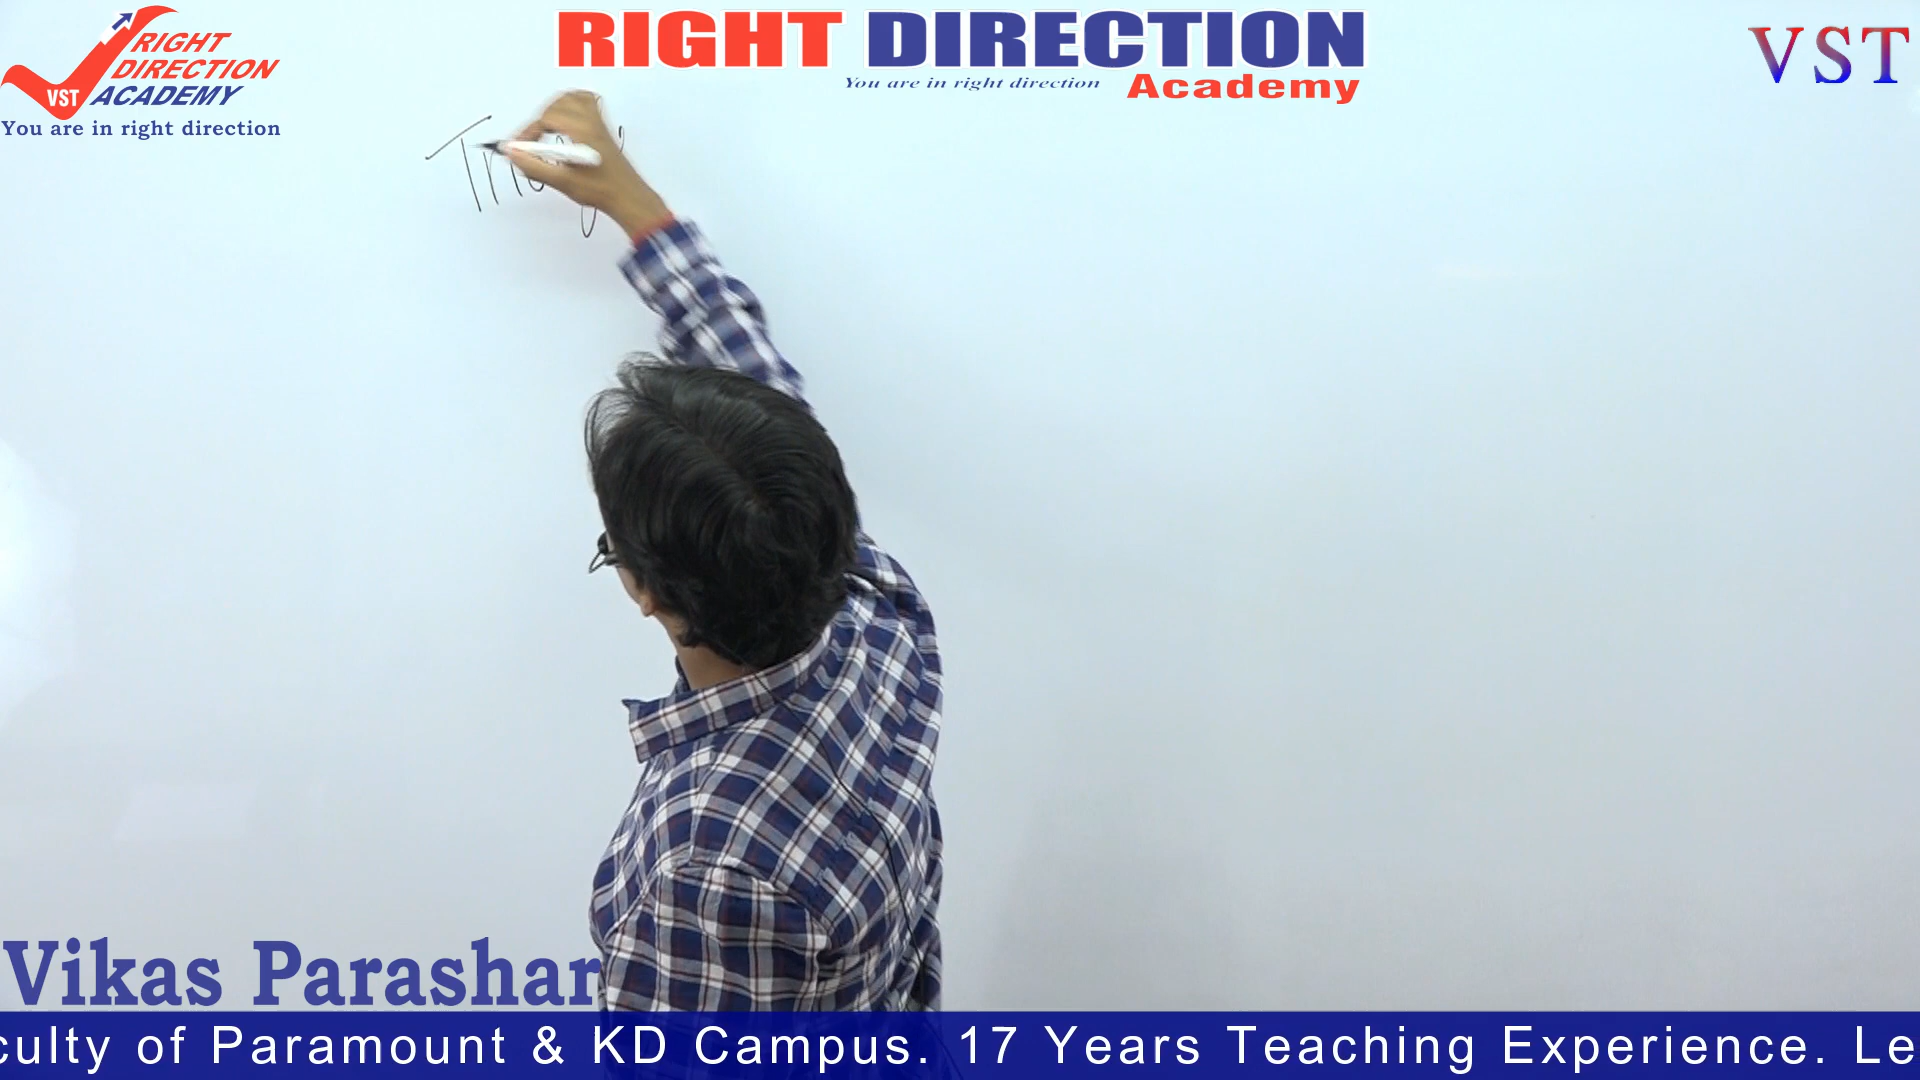 RIGHT
DIRECTION
VST ACADEMY
You are in right direction
RIGHT DIRECTION
You are in right direction
Academy
VST
Vikas Parashar
culty of Paramount & KD Campus. 17 Years Teaching Experience. Le